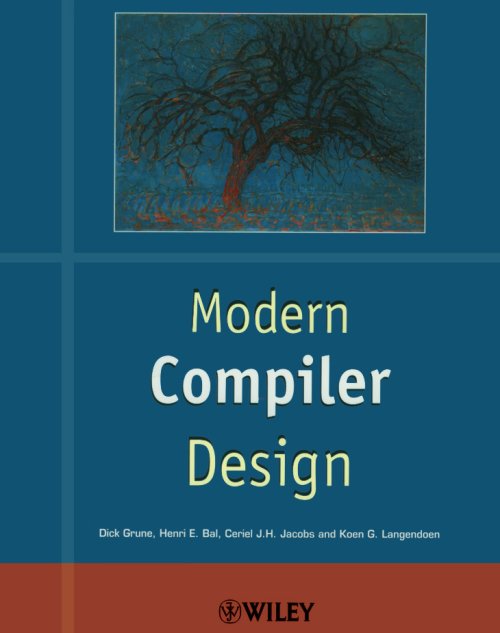 Modern
Compiler
Design
Dick Grune, Henri E. Bal, Ceriel J.H. Jacobs and Koen G. Langendoen
WILEY